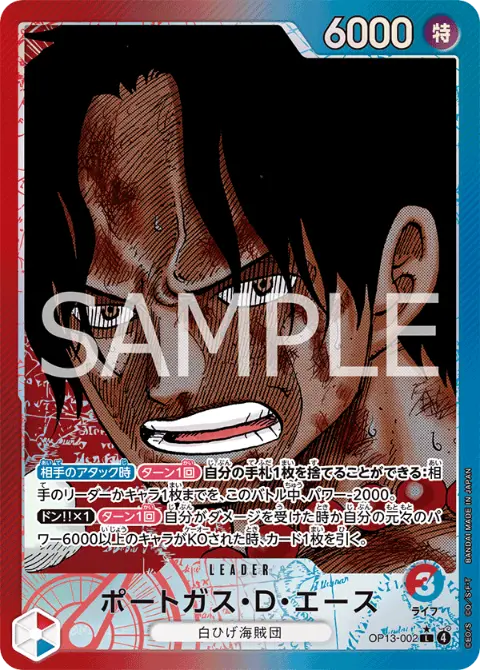 6000 特
SAMPLE
相手のアタック時 ターン1回 自分の手札1枚を捨てることができる:相
手のリーダーかキャラ1枚までを、このバトル中、パワー-2000。
ドン!!×1 ターン1回 自分がダメージを受けた時か自分の元々のパ
ワー6000以上のキャラがKOされた時、カード1枚を引く。
LEADER
ポートガス・D・エース
白ひげ海賊団
3
ライフ
OP13-002 L 4
BANDAI MADE IN JAPAN